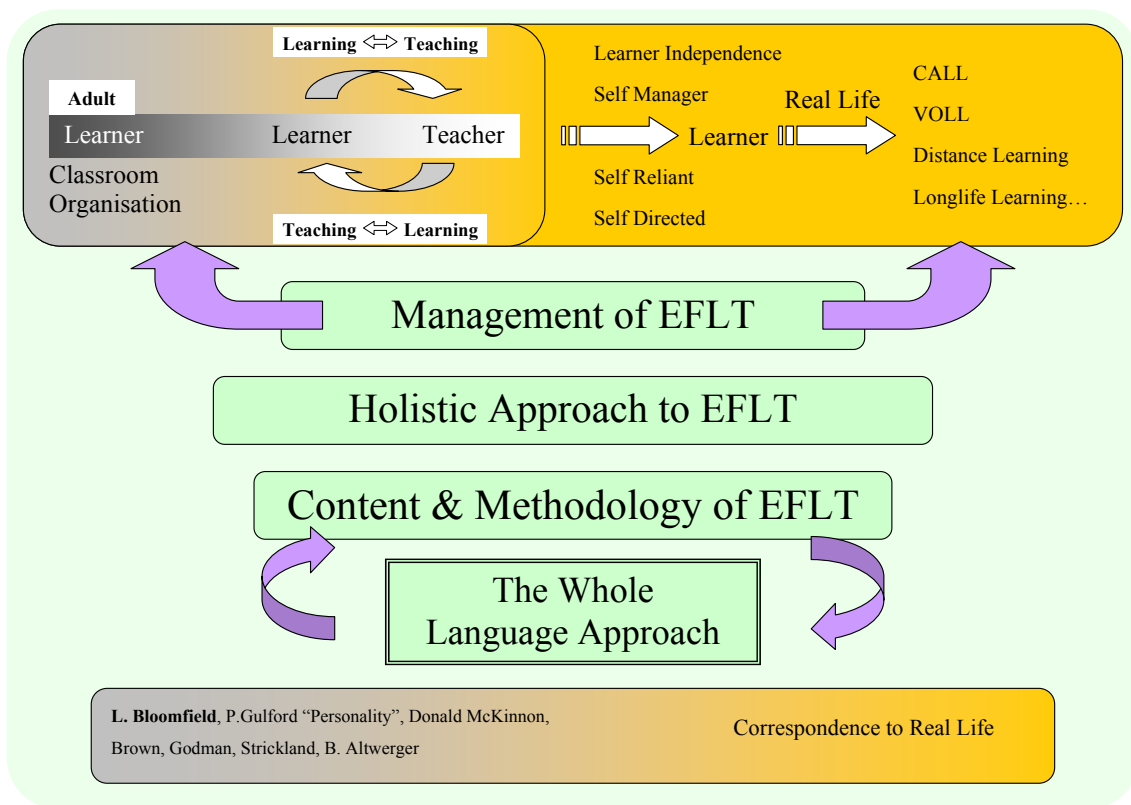 Learning ⇔ Teaching
Adult
Learner Learner Teacher
Classroom
Organisation
Teaching ⇔ Learning
Learner Independence
Self Manager
Learner
Self Reliant
Self Directed
Real Life
CALL
VOLL
Distance Learning
Longlife Learning…
Management of EFLT
Holistic Approach to EFLT
Content & Methodology of EFLT
The Whole
Language Approach
L. Bloomfield, P.Gulford “Personality”, Donald McKinnon,
Brown, Godman, Strickland, B. Altwerger
Correspondence to Real Life